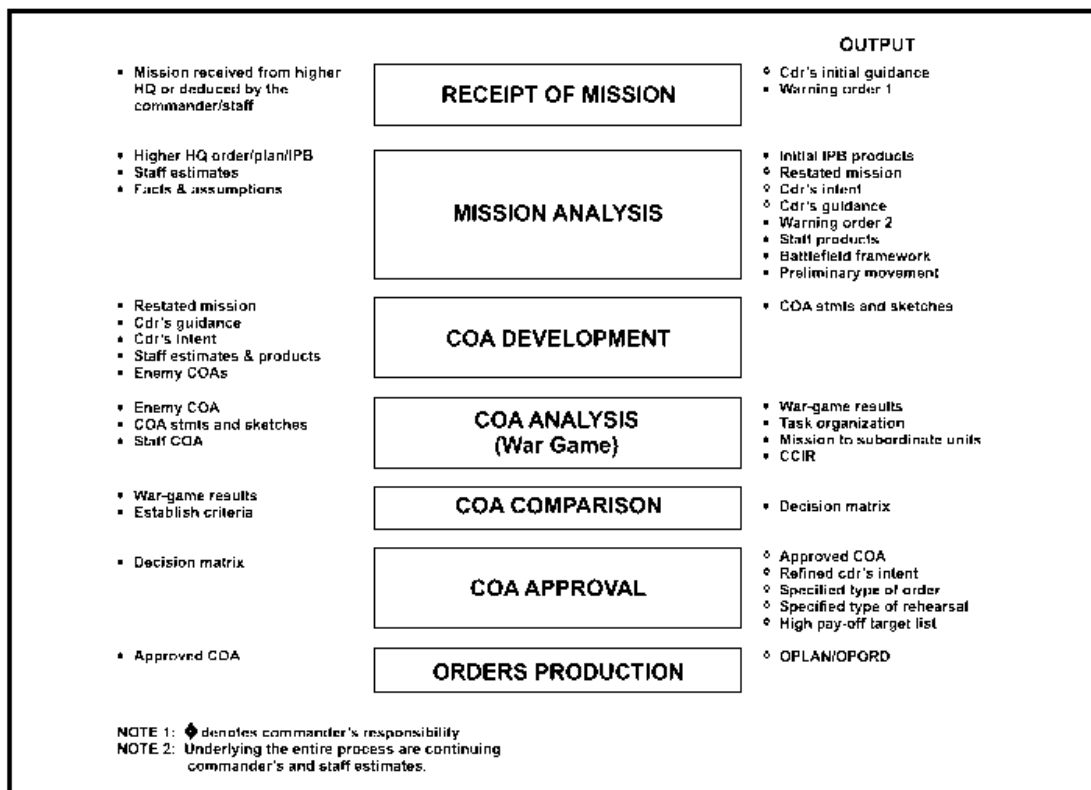 OUTPUT
• Mission received from higher
HQ or deduced by the
commander/staff
RECEIPT OF MISSION
⋄ Cdr's initial guidance
• Warning order 1
• Higher HQ order/plan/IPB
• Staff estimates
• Facts & assumptions
MISSION ANALYSIS
• Initial IPB products
⋄ Restated mission
⋄ Cdr's intent
⋄ Cdr's guidance
• Warning order 2
• Staff products
• Battlefield framework
• Preliminary movement
• Restated mission
• Cdr's guidance
• Cdr's intent
• Staff estimates & products
• Enemy COAs
COA DEVELOPMENT
• COA stmts and sketches
• Enemy COA
• COA stmts and sketches
• Staff COA
COA ANALYSIS
(War Game)
• War-game results
• Task organization
• Mission to subordinate units
• CCIR
• War-game results
• Establish criteria
COA COMPARISON
• Decision matrix
• Decision matrix
COA APPROVAL
⋄ Approved COA
⋄ Refined cdr's intent
⋄ Specified type of order
⋄ Specified type of rehearsal
⋄ High pay-off target list
• Approved COA
ORDERS PRODUCTION
⋄ OPLAN/OPORD
NOTE 1: ◆ denotes commander's responsibility
NOTE 2: Underlying the entire process are continuing
commander's and staff estimates.